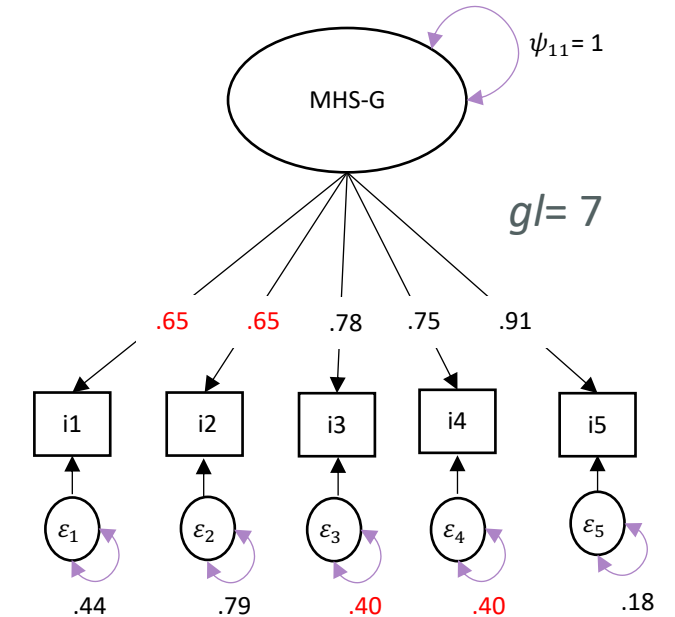 ψ₁₁= 1
MHS-G
gl= 7
.65 .65 .78 .75 .91
i1 i2 i3 i4 i5
ε₁ ε₂ ε₃ ε₄ ε₅
.44 .79 .40 .40 .18